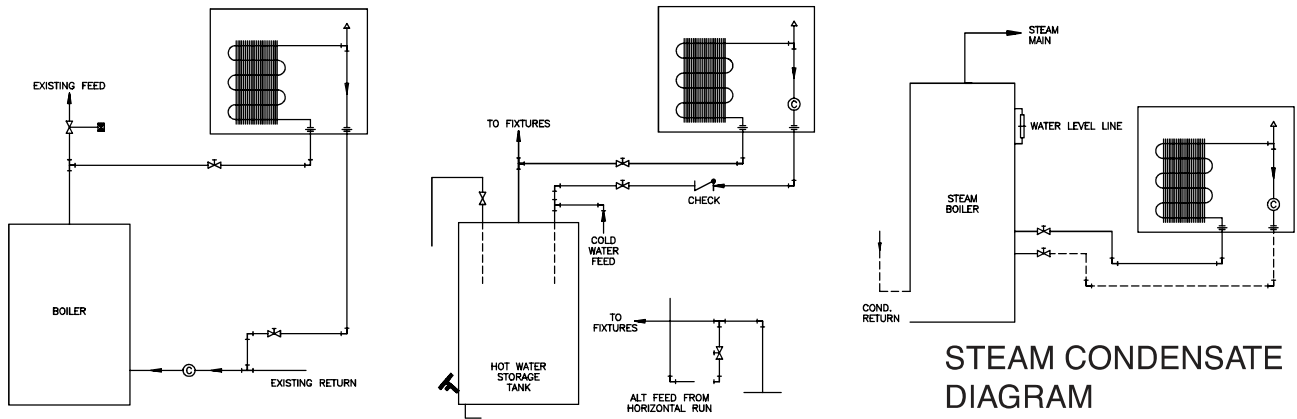 EXISTING FEED
BOILER
C
EXISTING RETURN
TO FIXTURES
C
CHECK
COLD
WATER
FEED
HOT WATER
STORAGE
TANK
TO
FIXTURES
ALT FEED FROM
HORIZONTAL RUN
STEAM
MAIN
WATER LEVEL LINE
STEAM
BOILER
C
COND.
RETURN
STEAM CONDENSATE
DIAGRAM